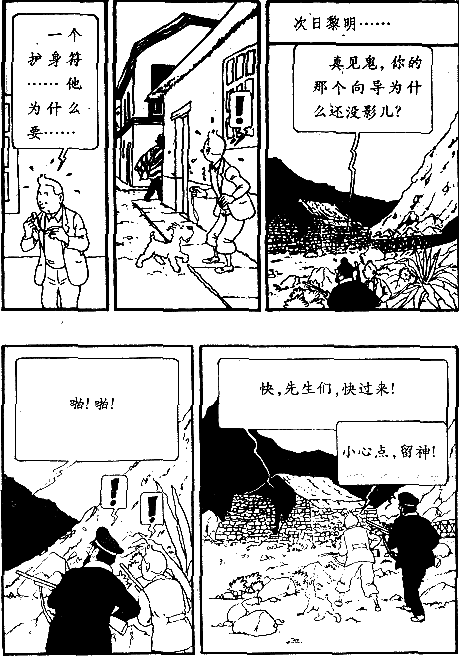 一个
护身符
……他
为什么
要……
!
次日黎明……
真见鬼，你的
那个向导为什
么还没影儿?
啪!啪!
!
!
快,先生们,快过来!
小心点,留神!